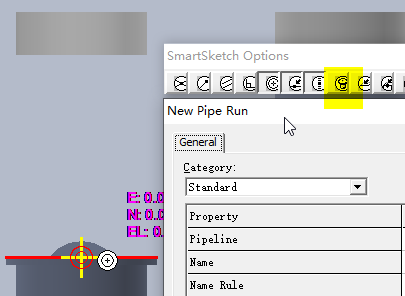 SmartSketch Options
New Pipe Run
General
Category:
Standard
E: 0.0
N: 0.0
EL: 0.0
Property
Pipeline
Name
Name Rule